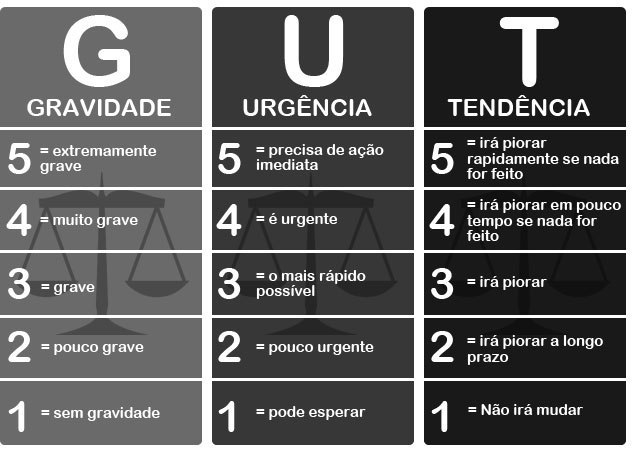 G
GRAVIDADE
5 = extremamente
grave
4 = muito grave
3 = grave
2 = pouco grave
1 = sem gravidade
U
URGÊNCIA
5 = precisa de ação
imediata
4 = é urgente
3 = o mais rápido
possível
2 = pouco urgente
1 = pode esperar
T
TENDÊNCIA
5 = irá piorar
rapidamente se nada
for feito
4 = irá piorar em pouco
tempo se nada for
feito
3 = irá piorar
2 = irá piorar a longo
prazo
1 = Não irá mudar